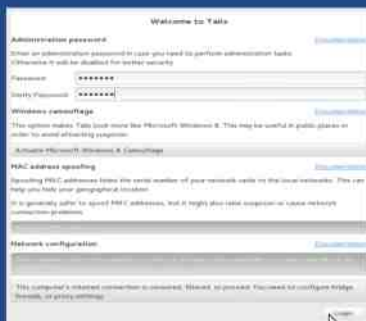 Welcome to Tails
Administration password
Documentation
Enter an administration password in case you need to perform administration tasks.
Otherwise it will be disabled for better security.
Password
Verify Password
Windows camouflage
Documentation
This option makes Tails look more like Microsoft Windows 8. This may be useful in public places in
order to avoid attracting suspicion.
Activate Microsoft Windows 8 Camouflage
MAC address spoofing
Documentation
Spoofing MAC addresses hides the serial number of your network cards to the local networks. This can
help you hide your geographical location.
It is generally safer to spoof MAC addresses, but it might also raise suspicion or cause network
connection problems.
Network configuration
Documentation
This computer's Internet connection is censored, filtered, or proxied. You need to configure bridge,
firewall, or proxy settings.
Login